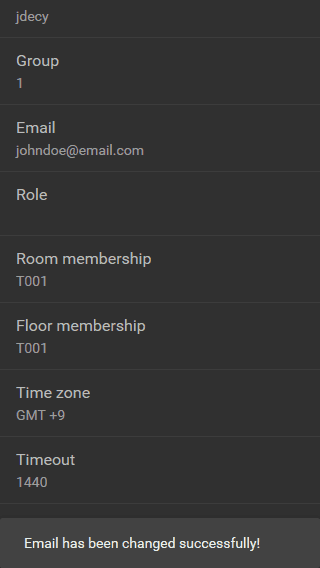 jdecy
Group
1
Email
johndoe@email.com
Role
Room membership
T001
Floor membership
T001
Time zone
GMT +9
Timeout
1440
Email has been changed successfully!